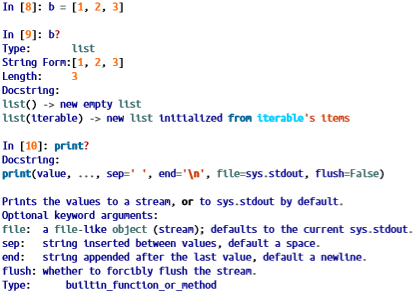 In [8]: b = [1, 2, 3]
In [9]: b?
Type:       list
String Form:[1, 2, 3]
Length:     3
Docstring:
list() -> new empty list
list(iterable) -> new list initialized from iterable's items
In [10]: print?
Docstring:
print(value, ..., sep=' ', end='\n', file=sys.stdout, flush=False)
Prints the values to a stream, or to sys.stdout by default.
Optional keyword arguments:
file:  a file-like object (stream); defaults to the current sys.stdout.
sep:   string inserted between values, default a space.
end:   string appended after the last value, default a newline.
flush: whether to forcibly flush the stream.
Type:      builtin_function_or_method